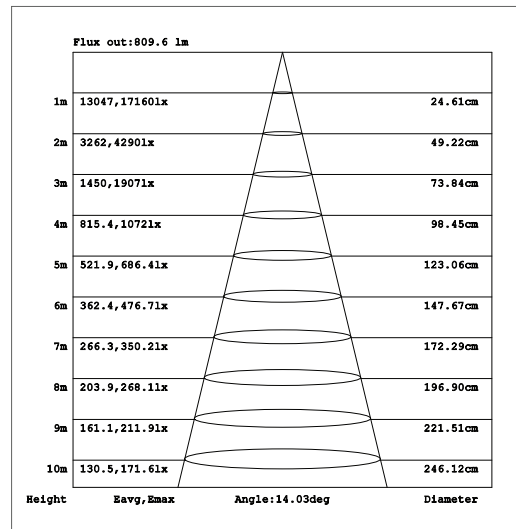 Flux out:809.6 lm
1m 13047,17160lx 24.61cm
2m 3262,4290lx 49.22cm
3m 1450,1907lx 73.84cm
4m 815.4,1072lx 98.45cm
5m 521.9,686.4lx 123.06cm
6m 362.4,476.7lx 147.67cm
7m 266.3,350.2lx 172.29cm
8m 203.9,268.1lx 196.90cm
9m 161.1,211.9lx 221.51cm
10m 130.5,171.6lx 246.12cm
Height Eavg,Emax Angle:14.03deg Diameter